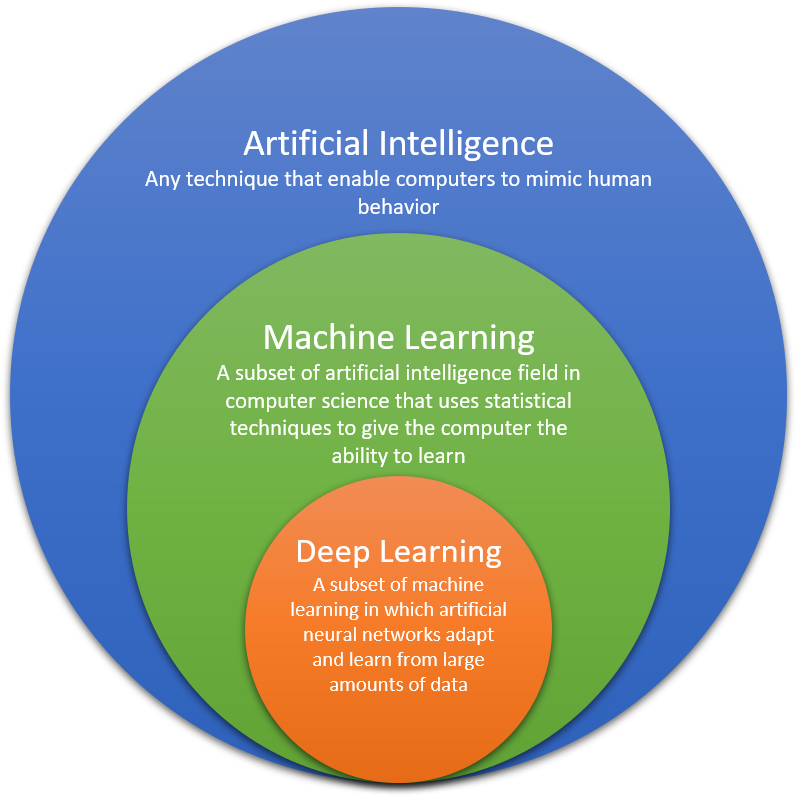 Artificial Intelligence
Any technique that enable computers to mimic human
behavior
Machine Learning
A subset of artificial intelligence field in
computer science that uses statistical
techniques to give the computer the
ability to learn
Deep Learning
A subset of machine
learning in which artificial
neural networks adapt
and learn from large
amounts of data